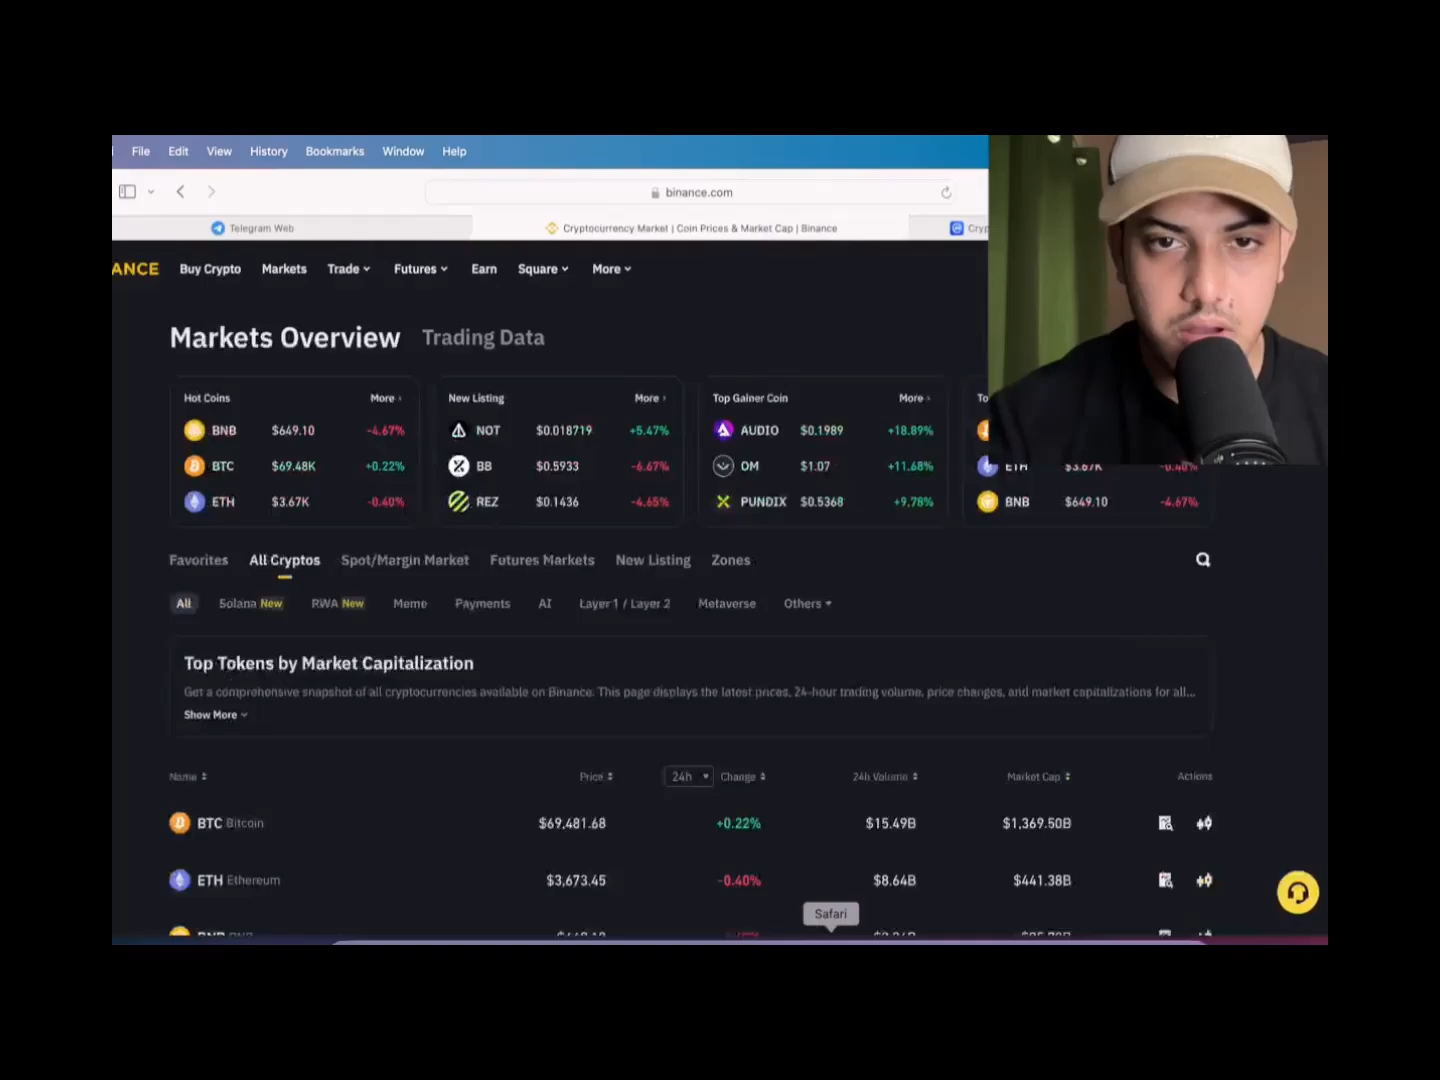 File Edit View History Bookmarks Window Help
binance.com
Telegram Web
Cryptocurrency Market | Coin Prices & Market Cap | Binance
Cryp
ANCE Buy Crypto Markets Trade Futures Earn Square More
Markets Overview Trading Data
Hot Coins More
BNB $649.10 -4.67%
BTC $69.48K +0.22%
ETH $3.67K -0.40%
New Listing More
NOT $0.018719 +5.47%
BB $0.5933 -6.67%
REZ $0.1436 -4.65%
Top Gainer Coin More
AUDIO $0.1989 +18.89%
OM $1.07 +11.68%
PUNDIX $0.5368 +9.78%
To
ETH $3.67K -0.40%
BNB $649.10 -4.67%
Favorites All Cryptos Spot/Margin Market Futures Markets New Listing Zones
All Solana New RWA New Meme Payments AI Layer 1 / Layer 2 Metaverse Others
Top Tokens by Market Capitalization
Get a comprehensive snapshot of all cryptocurrencies available on Binance. This page displays the latest prices, 24-hour trading volume, price changes, and market capitalizations for all...
Show More
Name Price 24h Change 24h Volume Market Cap Actions
BTC Bitcoin $69,481.68 +0.22% $15.49B $1,369.50B
ETH Ethereum $3,673.45 -0.40% $8.64B $441.38B
Safari